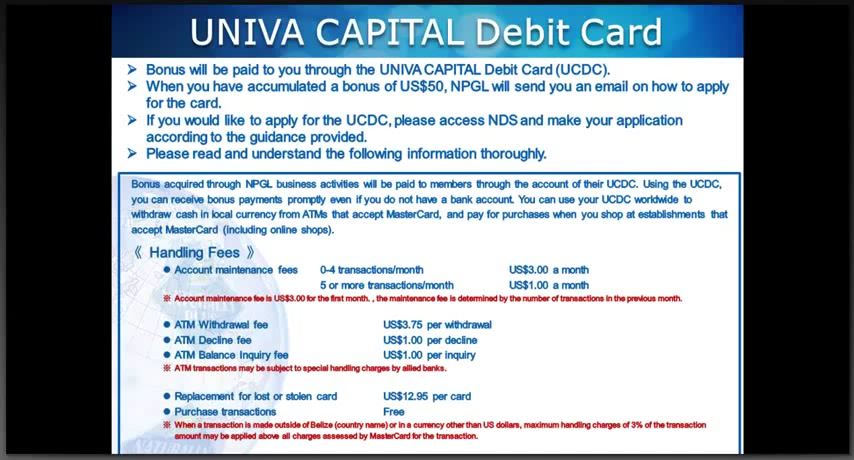 UNIVA CAPITAL Debit Card
➢ Bonus will be paid to you through the UNIVA CAPITAL Debit Card (UCDC).
➢ When you have accumulated a bonus of US$50, NPGL will send you an email on how to apply
for the card.
➢ If you would like to apply for the UCDC, please access NDS and make your application
according to the guidance provided.
➢ Please read and understand the following information thoroughly.
Bonus acquired through NPGL business activities will be paid to members through the account of their UCDC. Using the UCDC,
you can receive bonus payments promptly even if you do not have a bank account. You can use your UCDC worldwide to
withdraw cash in local currency from ATMs that accept MasterCard, and pay for purchases when you shop at establishments that
accept MasterCard (including online shops).
《 Handling Fees 》
● Account maintenance fees 0-4 transactions/month US$3.00 a month
5 or more transactions/month US$1.00 a month
※ Account maintenance fee is US$3.00 for the first month. , the maintenance fee is determined by the number of transactions in the previous month.
● ATM Withdrawal fee US$3.75 per withdrawal
● ATM Decline fee US$1.00 per decline
● ATM Balance Inquiry fee US$1.00 per inquiry
※ ATM transactions may be subject to special handling charges by allied banks.
● Replacement for lost or stolen card US$12.95 per card
● Purchase transactions Free
※ When a transaction is made outside of Belize (country name) or in a currency other than US dollars, maximum handling charges of 3% of the transaction
amount may be applied above all charges assessed by MasterCard for the transaction.